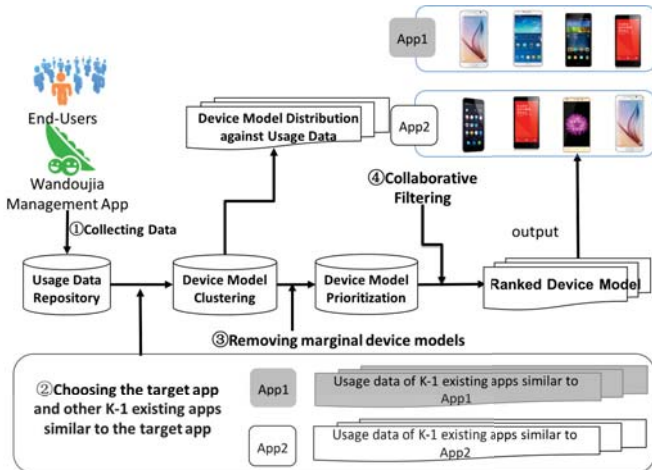 App1
App2
End-Users
Wandoujia
Management App
Device Model Distribution
against Usage Data
①Collecting Data
④Collaborative
Filtering
output
Usage Data
Repository
Device Model
Clustering
Device Model
Prioritization
Ranked Device Model
③Removing marginal device models
②Choosing the target app
and other K-1 existing apps
similar to the target app
App1
Usage data of K-1 existing apps similar to
App1
App2
Usage data of K-1 existing apps similar to
App2